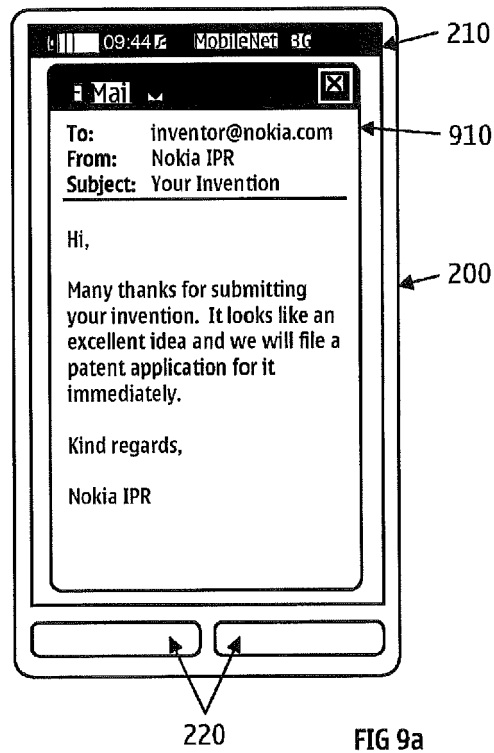 09:44 MobileNet 3G
210
E Mail
To: inventor@nokia.com
910
From: Nokia IPR
Subject: Your Invention
Hi,
200
Many thanks for submitting
your invention. It looks like an
excellent idea and we will file a
patent application for it
immediately.
Kind regards,
Nokia IPR
220
FIG 9a